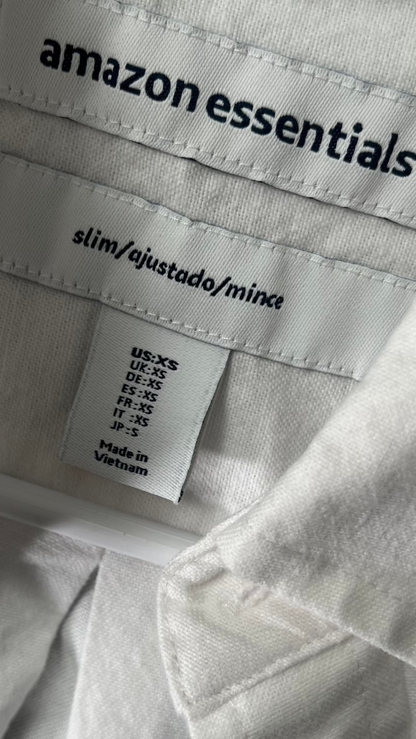 amazon essentials
slim/ajustado/mince
US:XS
UK:XS
DE:XS
ES:XS
FR:XS
IT :XS
JP:S
Made in
Vietnam